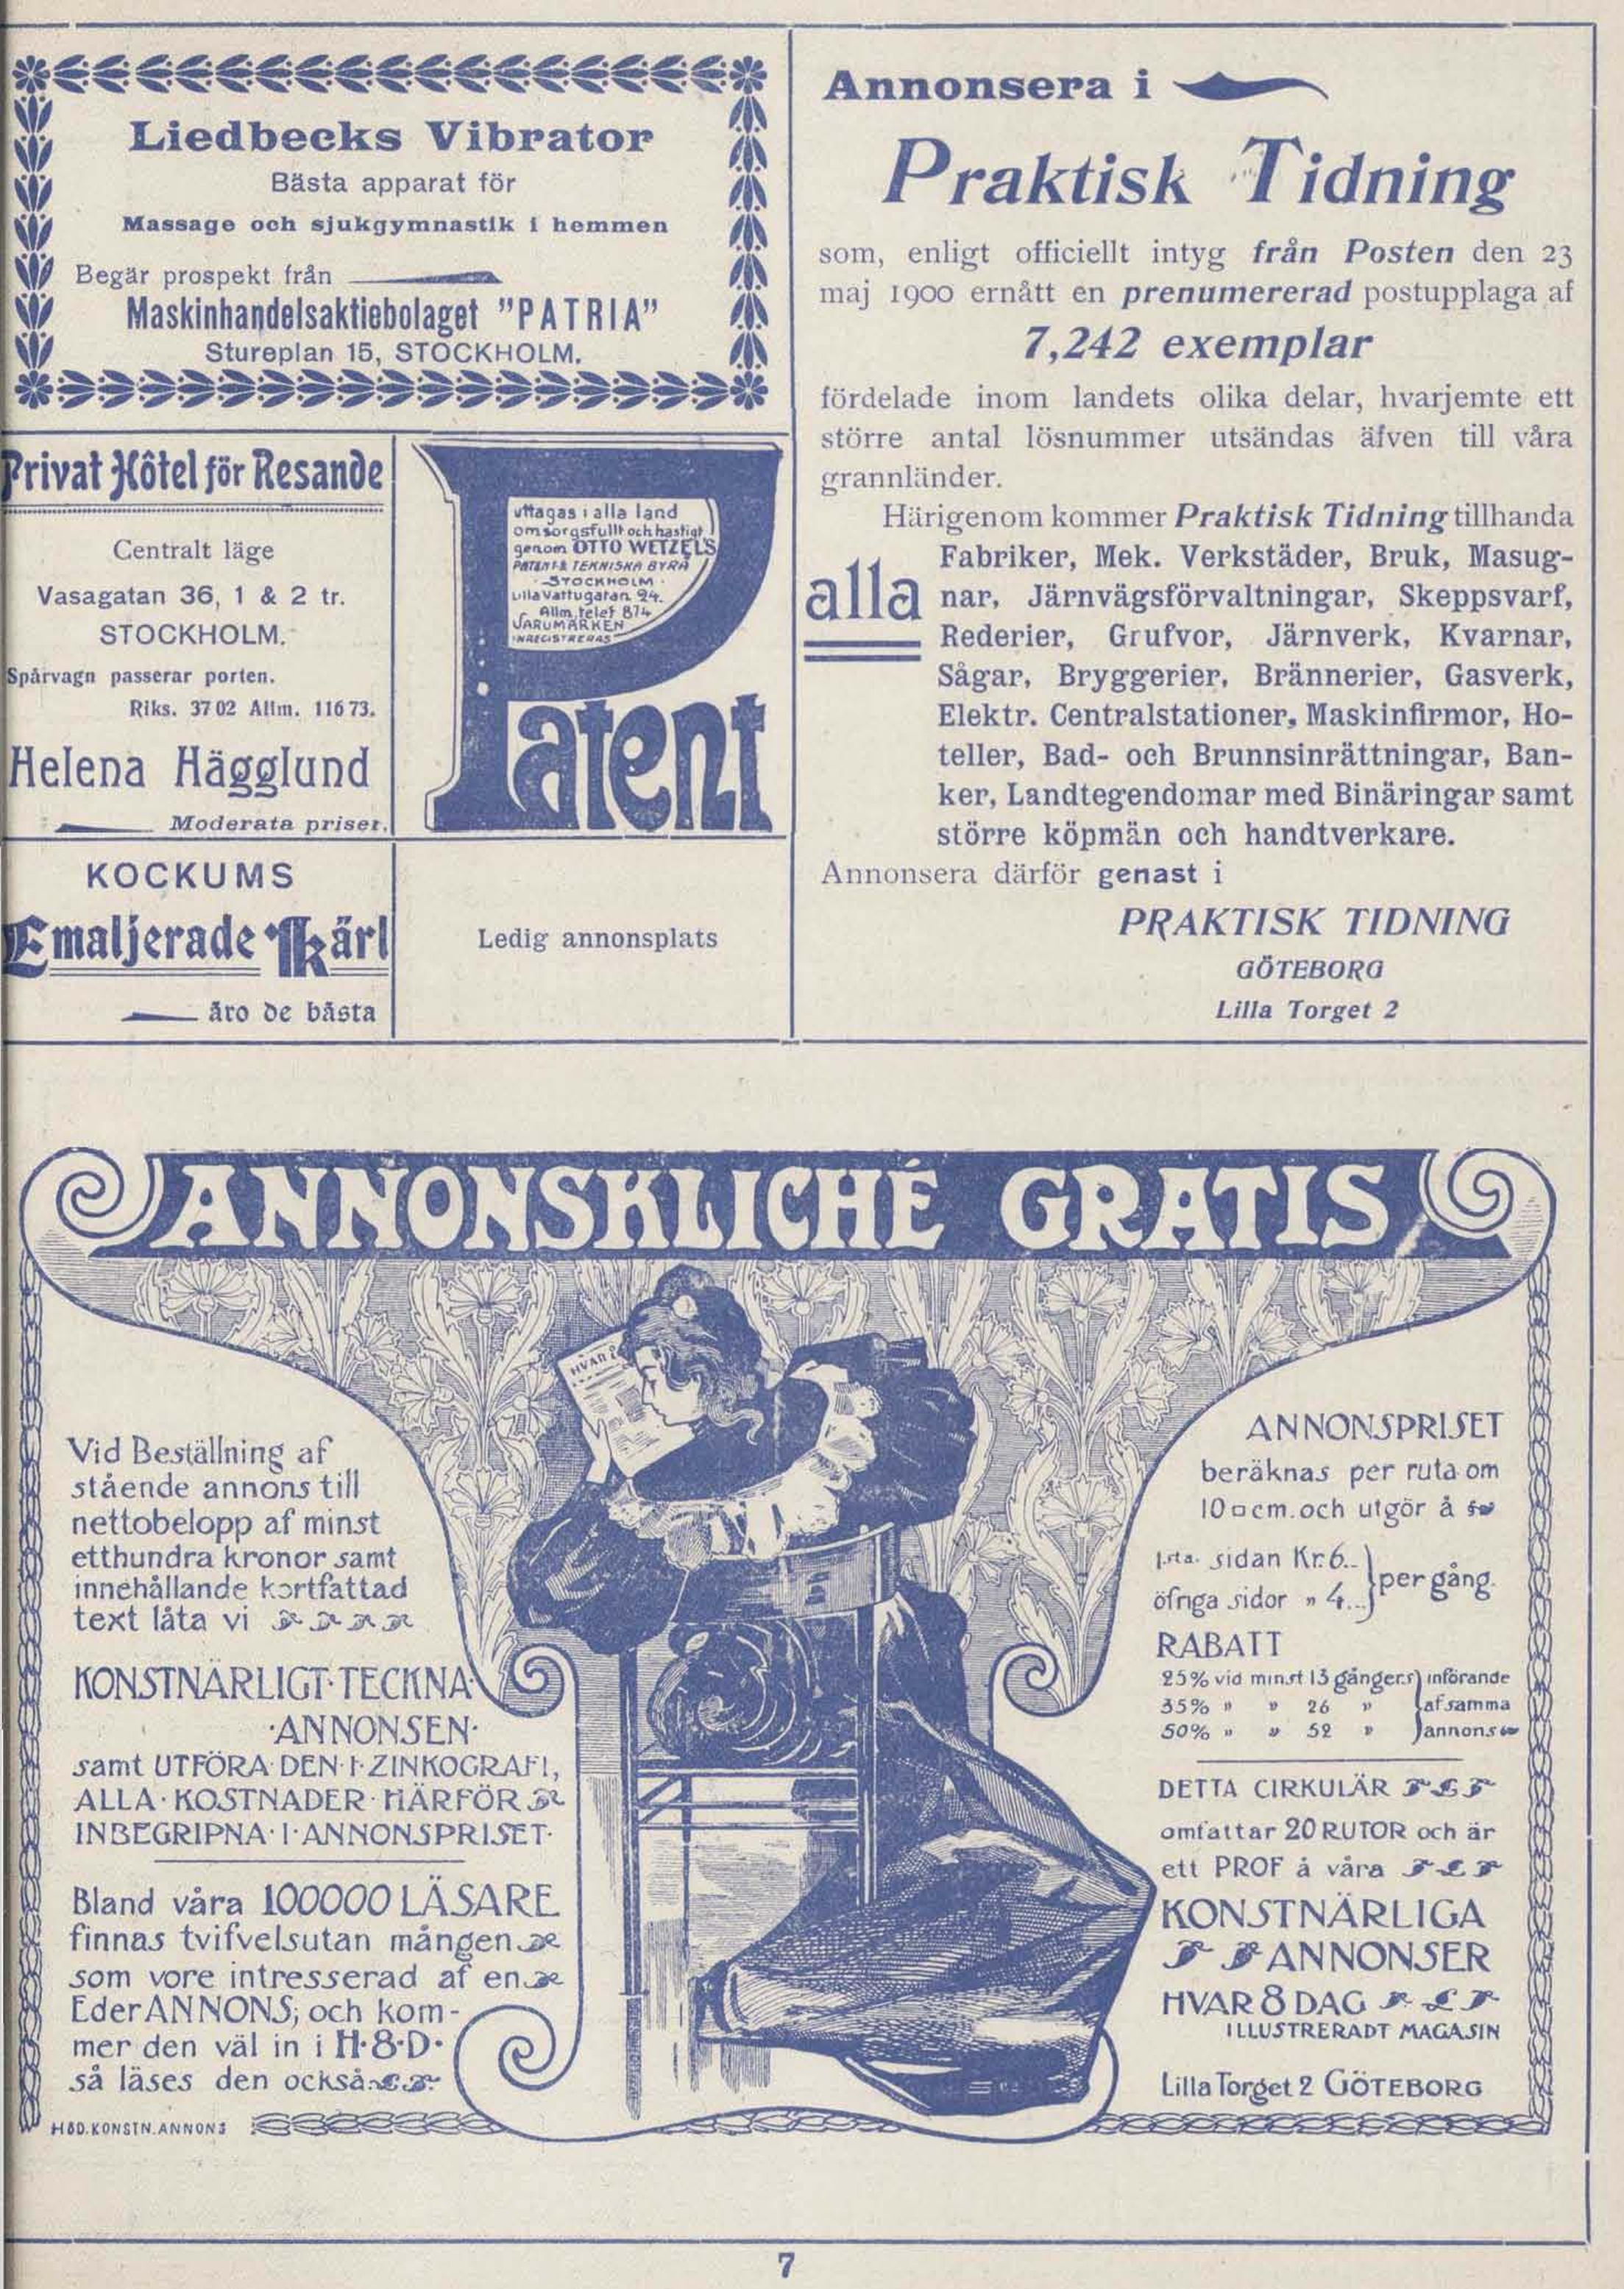 Liedbecks Vibrator
Bästa apparat för
Massage och sjukgymnastik i hemmen
Begär prospekt från
Maskinhandelsaktiebolaget "PATRIA"
Stureplan 15, STOCKHOLM.
Privat Hôtel för Resande
Centralt läge
Vasagatan 36, 1 & 2 tr.
STOCKHOLM.
Spårvagn passerar porten.
Riks. 37 02 Allm. 116 73.
Helena Hägglund
Moderata priser.
uttagas i alla land
omsorgsfullt och hastigt
genom OTTO WETZEL'S
PATENT & TEKNISKA BYRÅ
STOCKHOLM
Lilla Vattugatan 24.
Allm. telef 874
VARUMÄRKEN
INREGISTRERAS
Patent
KOCKUMS
Emaljerade Kärl
äro de bästa
Ledig annonsplats
Annonsera i
Praktisk Tidning
som, enligt officiellt intyg från Posten den 23
maj 1900 ernått en prenumererad postupplaga af
7,242 exemplar
fördelade inom landets olika delar, hvarjemte ett
större antal lösnummer utsändas äfven till våra
grannländer.
Härigenom kommer Praktisk Tidning tillhanda
alla
Fabriker, Mek. Verkstäder, Bruk, Masug-
nar, Järnvägsförvaltningar, Skeppsvarf,
Rederier, Grufvor, Järnverk, Kvarnar,
Sågar, Bryggerier, Brännerier, Gasverk,
Elektr. Centralstationer, Maskinfirmor, Ho-
teller, Bad- och Brunnsinrättningar, Ban-
ker, Landtegendomar med Binäringar samt
större köpmän och handtverkare.
Annonsera därför genast i
PRAKTISK TIDNING
GÖTEBORG
Lilla Torget 2
ANNONSKLICHÉ GRATIS
HVAR 8
Vid Beställning af
stående annons till
nettobelopp af minst
etthundra kronor samt
innehållande kortfattad
text låta vi
KONSTNÄRLIGT·TECKNA·
·ANNONSEN·
samt UTFÖRA·DEN·I·ZINKOGRAFI,
ALLA·KOSTNADER·HÄRFÖR
INBEGRIPNA·I·ANNONSPRISET·
Bland våra 100000 LÄSARE
finnas tvifvelsutan mången
som vore intresserad af en
Eder ANNONS; och kom-
mer den väl in i H·8·D·
så läses den också
H8D. KONSTN. ANNONS
ANNONSPRISET
beräknas per ruta om
10 □ cm. och utgör å
1.sta. sidan Kr. 6.. } per gång.
öfriga sidor " 4... }
RABATT
25% vid minst 13 gånger.s } införande
35% " " 26 " } af samma
50% " " 52 " } annons
DETTA CIRKULÄR
omfattar 20 RUTOR och är
ett PROF å våra
KONSTNÄRLIGA
ANNONSER
HVAR 8 DAG
ILLUSTRERADT MAGASIN
Lilla Torget 2 GÖTEBORG
7